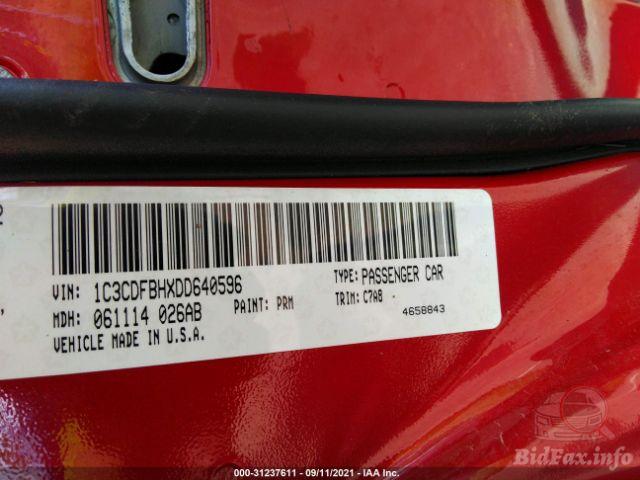 VIN: 1C3CDFBHXDD640596 TYPE: PASSENGER CAR
MDH: 061114 026AB PAINT: PRM TRIM: C7A8
VEHICLE MADE IN U.S.A. 4658843
000-31237611 - 09/11/2021 - IAA Inc.
BidFax.info